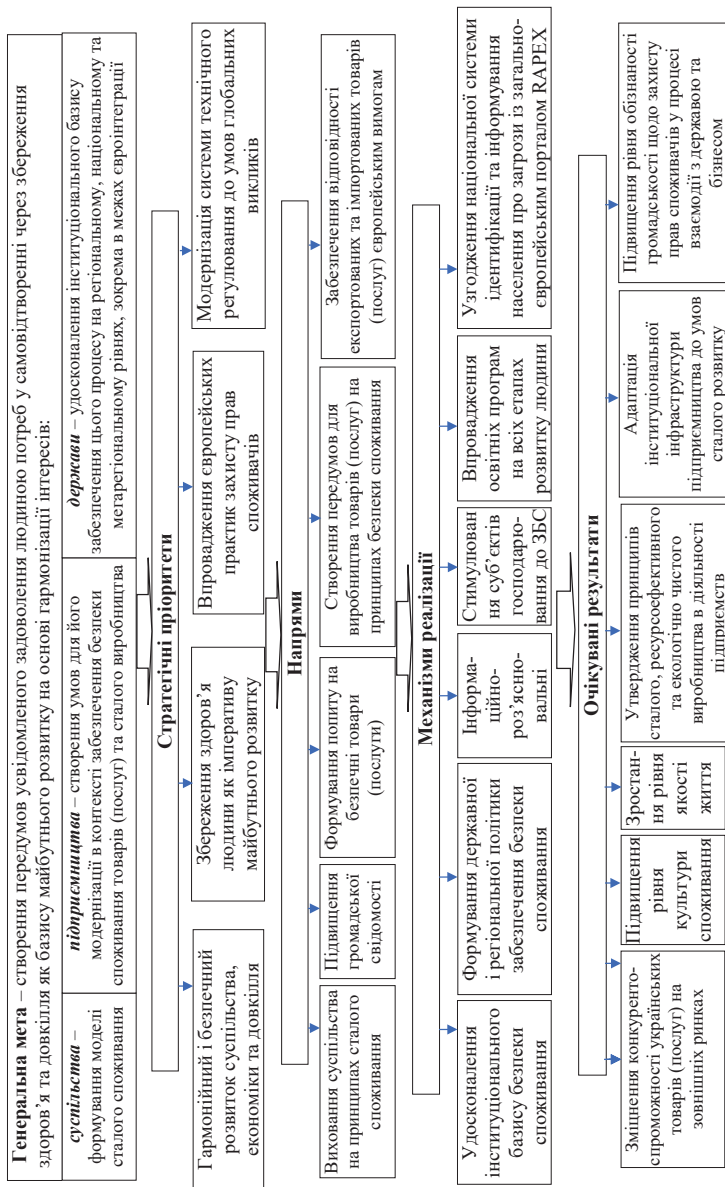 Генеральна мета – створення передумов усвідомленого задоволення людиною потреб у самовідтворенні через збереження
здоров’я та довкілля як базису майбутнього розвитку на основі гармонізації інтересів:
суспільства –
формування моделі
сталого споживання
підприємництва – створення умов для його
модернізації в контексті забезпечення безпеки
споживання товарів (послуг) та сталого виробництва
держави – удосконалення інституціонального базису
забезпечення цього процесу на регіональному, національному та
метарегіональному рівнях, зокрема в межах євроінтеграції
Стратегічні пріоритети
Гармонійний і безпечний
розвиток суспільства,
економіки та довкілля
Збереження здоров’я
людини як імперативу
майбутнього розвитку
Впровадження європейських
практик захисту прав
споживачів
Модернізація системи технічного
регулювання до умов глобальних
викликів
Напрями
Виховання суспільства
на принципах сталого
споживання
Підвищення
громадської
свідомості
Формування попиту на
безпечні товари
(послуги)
Створення передумов для
виробництва товарів (послуг) на
принципах безпеки споживання
Забезпечення відповідності
експортованих та імпортованих товарів
(послуг) європейським вимогам
Механізми реалізації
Удосконалення
інституціонального
базису безпеки
споживання
Формування державної
і регіональної політики
забезпечення безпеки
споживання
Інформа-
ційно-
роз’ясню-
вальні
Стимулюван
ня суб’єктів
господарю-
вання до ЗБС
Впровадження
освітніх програм
на всіх етапах
розвитку людини
Узгодження національної системи
ідентифікації та інформування
населення про загрози із загально-
європейським порталом RAPEX
Очікувані результати
Зміцнення конкуренто-
спроможності українських
товарів (послуг) на
зовнішніх ринках
Підвищення
рівня
культури
споживання
Зростан-
ня рівня
якості
життя
Утвердження принципів
сталого, ресурсоефективного
та екологічно чистого
виробництва в діяльності
підприємств
Адаптація
інституціональної
інфраструктури
підприємництва до умов
сталого розвитку
Підвищення рівня обізнаності
громадськості щодо захисту
прав споживачів у процесі
взаємодії з державою та
бізнесом